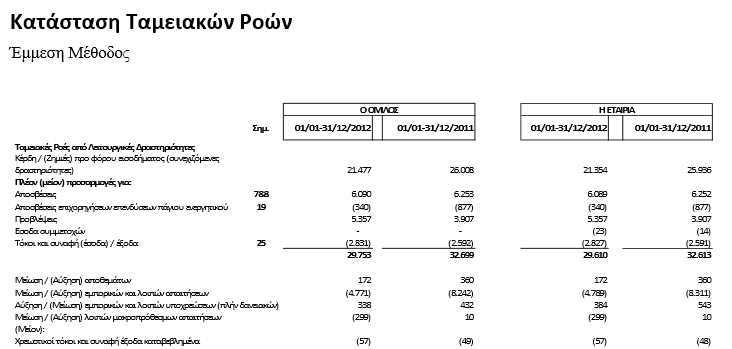 Κατάσταση Ταμειακών Ροών
Έμμεση Μέθοδος
Ο ΟΜΙΛΟΣ Η ΕΤΑΙΡΙΑ
Σημ. 01/01-31/12/2012 01/01-31/12/2011 01/01-31/12/2012 01/01-31/12/2011
Ταμειακές Ροές από Λειτουργικές Δραστηριότητες
Κέρδη / (Ζημιές) προ φόρου εισοδήματος (συνεχιζόμενες
δραστηριότητες) 21.477 26.008 21.354 25.936
Πλέον (μείον) προσαρμογές για:
Αποσβέσεις 7&8 6.090 6.253 6.089 6.252
Αποσβέσεις επιχορηγήσεων επενδύσεων πάγιου ενεργητικού 19 (340) (877) (340) (877)
Προβλέψεις 5.357 3.907 5.357 3.907
Εσοδα συμμετοχών - - (23) (14)
Τόκοι και συναφή (έσοδα) / έξοδα 25 (2.831) (2.592) (2.827) (2.591)
29.753 32.699 29.610 32.613
Μείωση / (Αύξηση) αποθεμάτων 172 360 172 360
Μείωση / (Αύξηση) εμπορικών και λοιπών απαιτήσεων (4.771) (8.242) (4.789) (8.311)
Αύξηση / (Μείωση) εμπορικών και λοιπών υποχρεώσεων (πλήν δανειακών) 338 432 384 543
Μείωση / (Αύξηση) λοιπών μακροπρόθεσμων απαιτήσεων (299) 10 (299) 10
(Μείον):
Χρεωστικοί τόκοι και συναφή έξοδα καταβεβλημένα (57) (49) (57) (48)